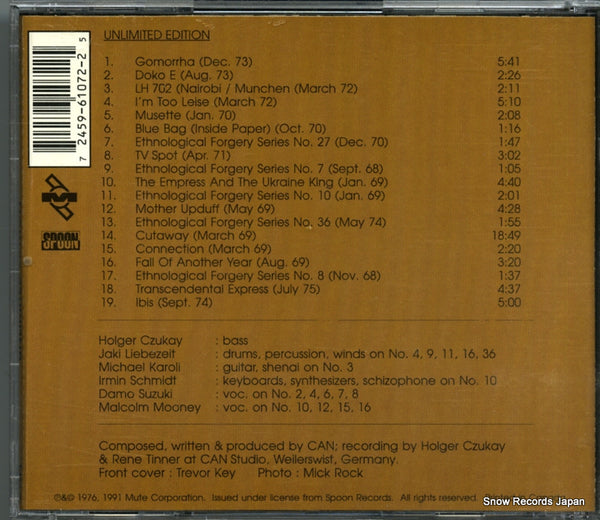 UNLIMITED EDITION
1. Gomorrha (Dec. 73) 5:41
2. Doko E (Aug. 73) 2:26
3. LH 702 (Nairobi / Munchen (March 72) 2:11
4. I'm Too Leise (March 72) 5:10
5. Musette (Jan. 70) 2:08
6. Blue Bag (Inside Paper) (Oct. 70) 1:16
7. Ethnological Forgery Series No. 27 (Dec. 70) 1:47
8. TV Spot (Apr. 71) 3:02
9. Ethnological Forgery Series No. 7 (Sept. 68) 1:05
10. The Empress And The Ukraine King (Jan. 69) 4:40
11. Ethnological Forgery Series No. 10 (Jan. 69) 2:01
12. Mother Upduff (May 69) 4:28
13. Ethnological Forgery Series No. 36 (May 74) 1:55
14. Cutaway (March 69) 18:49
15. Connection (March 69) 2:20
16. Fall Of Another Year (Aug. 69) 3:20
17. Ethnological Forgery Series No. 8 (Nov. 68) 1:37
18. Transcendental Express (July 75) 4:37
19. Ibis (Sept. 74) 5:00
7 24596-1072-2 5
SPOON
Holger Czukay : bass
Jaki Liebezeit : drums, percussion, winds on No. 4, 9, 11, 16, 36
Michael Karoli : guitar, shenai on No. 3
Irmin Schmidt : keyboards, synthesizers, schizophone on No. 10
Damo Suzuki : voc. on No. 2, 4, 6, 7, 8
Malcolm Mooney : voc. on No. 10, 12, 15, 16
Composed, written & produced by CAN; recording by Holger Czukay
& Rene Tinner at CAN Studio, Weilerswist, Germany.
Front cover : Trevor Key Photo : Mick Rock
℗&© 1976, 1991 Mute Corporation. Issued under license from Spoon Records. All rights reserved.
Snow Records Japan